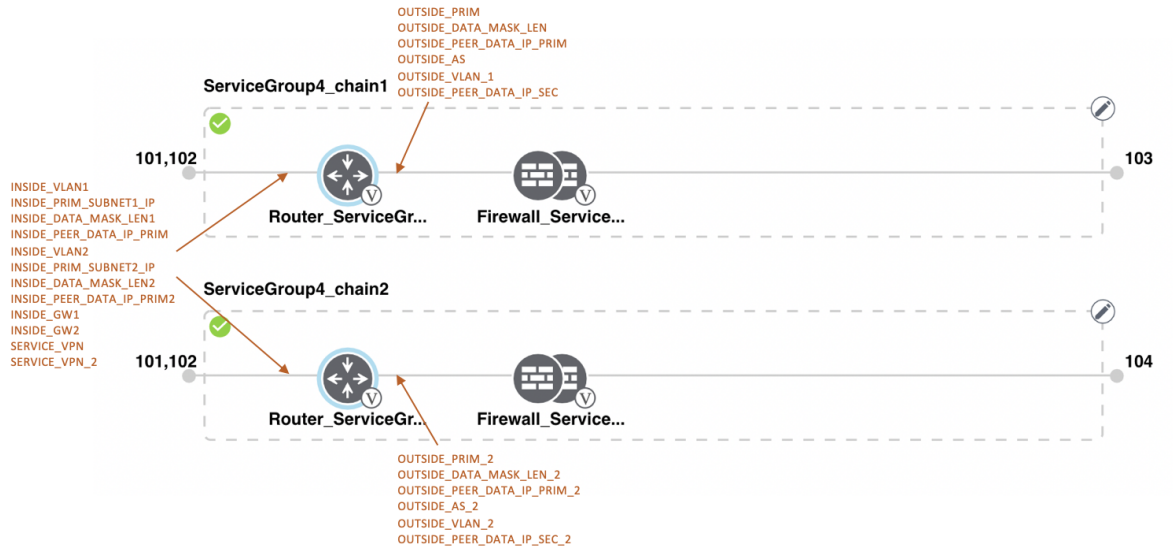 OUTSIDE_PRIM
OUTSIDE_DATA_MASK_LEN
OUTSIDE_PEER_DATA_IP_PRIM
OUTSIDE_AS
OUTSIDE_VLAN_1
OUTSIDE_PEER_DATA_IP_SEC
ServiceGroup4_chain1
101,102
103
V
V
Router_ServiceGr...
Firewall_Service...
INSIDE_VLAN1
INSIDE_PRIM_SUBNET1_IP
INSIDE_DATA_MASK_LEN1
INSIDE_PEER_DATA_IP_PRIM
INSIDE_VLAN2
INSIDE_PRIM_SUBNET2_IP
INSIDE_DATA_MASK_LEN2
INSIDE_PEER_DATA_IP_PRIM2
INSIDE_GW1
INSIDE_GW2
SERVICE_VPN
SERVICE_VPN_2
ServiceGroup4_chain2
101,102
104
V
V
Router_ServiceGr...
Firewall_Service...
OUTSIDE_PRIM_2
OUTSIDE_DATA_MASK_LEN_2
OUTSIDE_PEER_DATA_IP_PRIM_2
OUTSIDE_AS_2
OUTSIDE_VLAN_2
OUTSIDE_PEER_DATA_IP_SEC_2